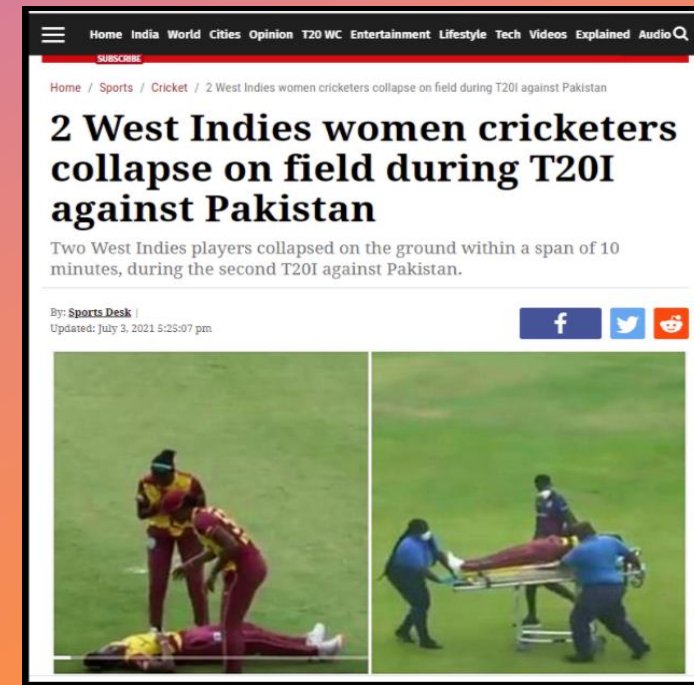 Home India World Cities Opinion T20 WC Entertainment Lifestyle Tech Videos Explained Audio
SUBSCRIBE
Home / Sports / Cricket / 2 West Indies women cricketers collapse on field during T20I against Pakistan
2 West Indies women cricketers
collapse on field during T20I
against Pakistan
Two West Indies players collapsed on the ground within a span of 10
minutes, during the second T20I against Pakistan.
By: Sports Desk |
Updated: July 3, 2021 5:25:07 pm
f